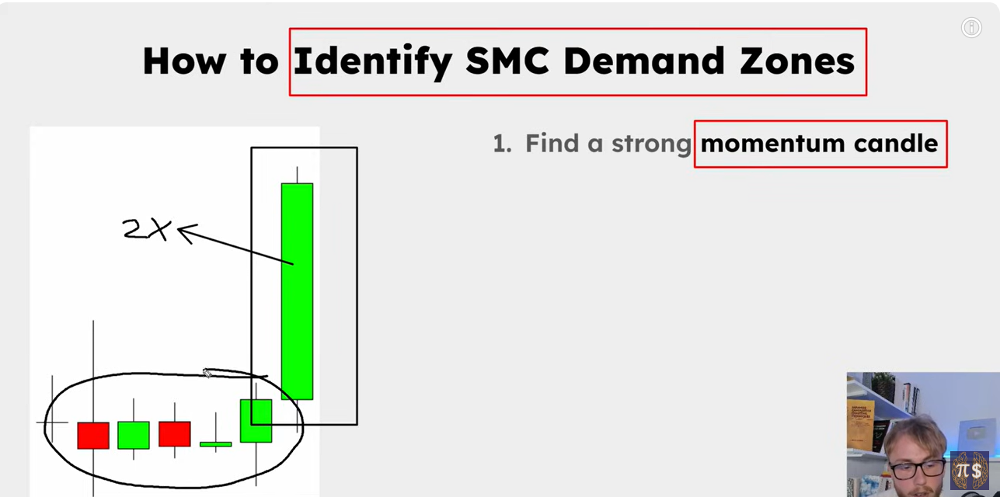 How to Identify SMC Demand Zones
1. Find a strong momentum candle
2X
π$